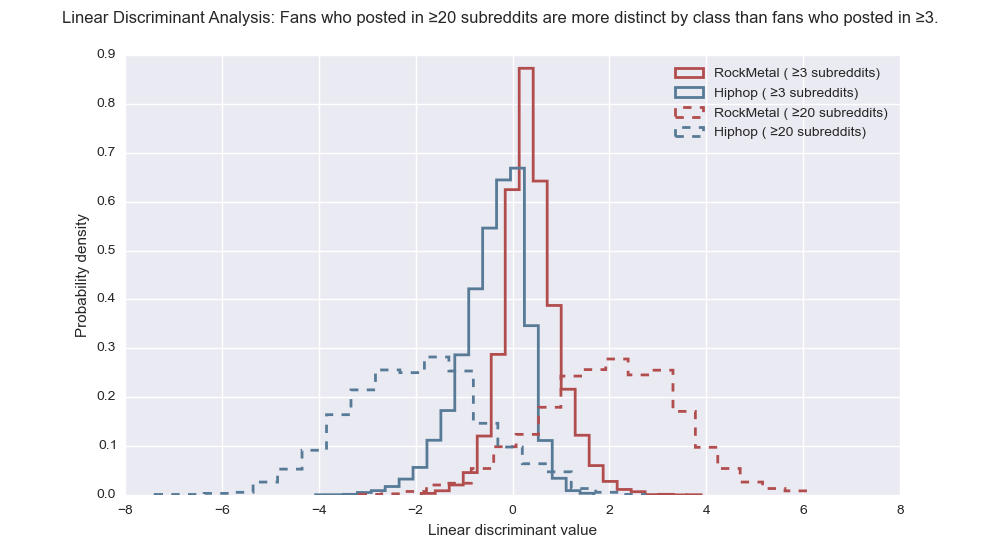 Linear Discriminant Analysis: Fans who posted in ≥20 subreddits are more distinct by class than fans who posted in ≥3.
0.9
0.8
0.7
0.6
0.5
0.4
0.3
0.2
0.1
0.0
Probability density
RockMetal ( ≥3 subreddits)
Hiphop ( ≥3 subreddits)
RockMetal ( ≥20 subreddits)
Hiphop ( ≥20 subreddits)
−8 −6 −4 −2 0 2 4 6 8
Linear discriminant value